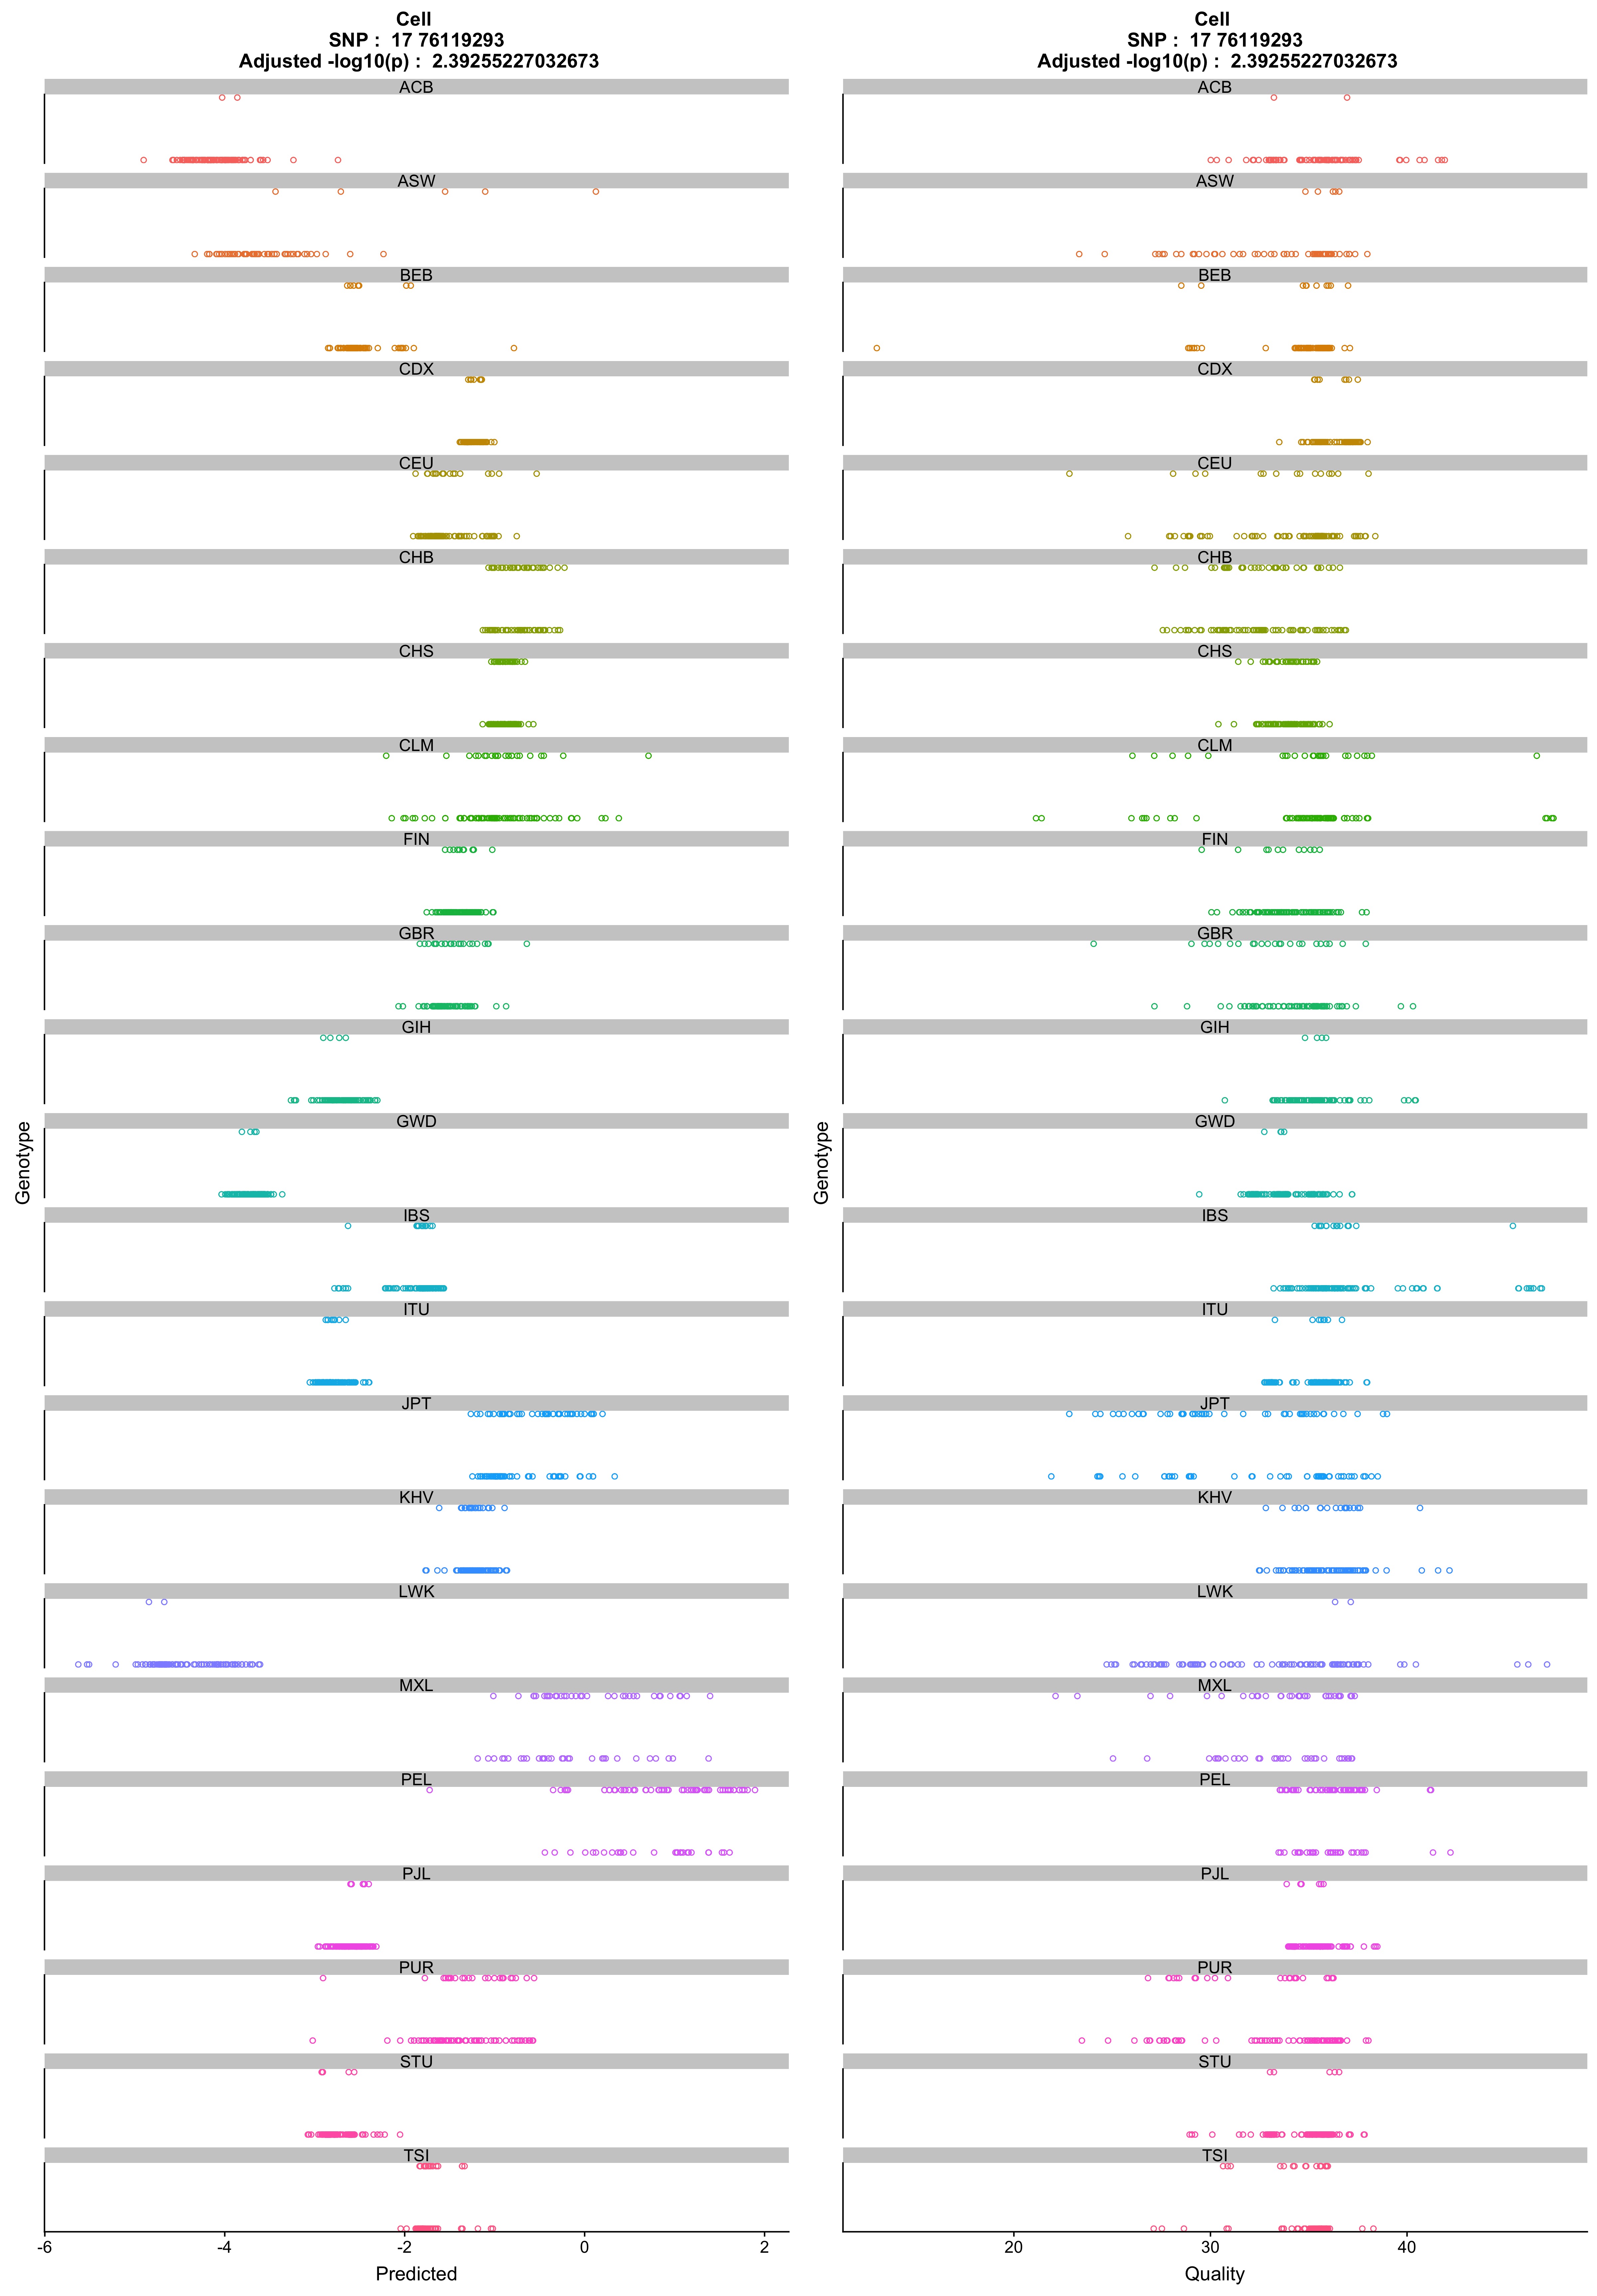 Cell
SNP :  17 76119293
Adjusted -log10(p) :  2.39255227032673
ACB
ASW
BEB
CDX
CEU
CHB
CHS
CLM
FIN
GBR
GIH
GWD
IBS
ITU
JPT
KHV
LWK
MXL
PEL
PJL
PUR
STU
TSI
Genotype
-6 -4 -2 0 2
Predicted
Cell
SNP :  17 76119293
Adjusted -log10(p) :  2.39255227032673
ACB
ASW
BEB
CDX
CEU
CHB
CHS
CLM
FIN
GBR
GIH
GWD
IBS
ITU
JPT
KHV
LWK
MXL
PEL
PJL
PUR
STU
TSI
Genotype
20 30 40
Quality